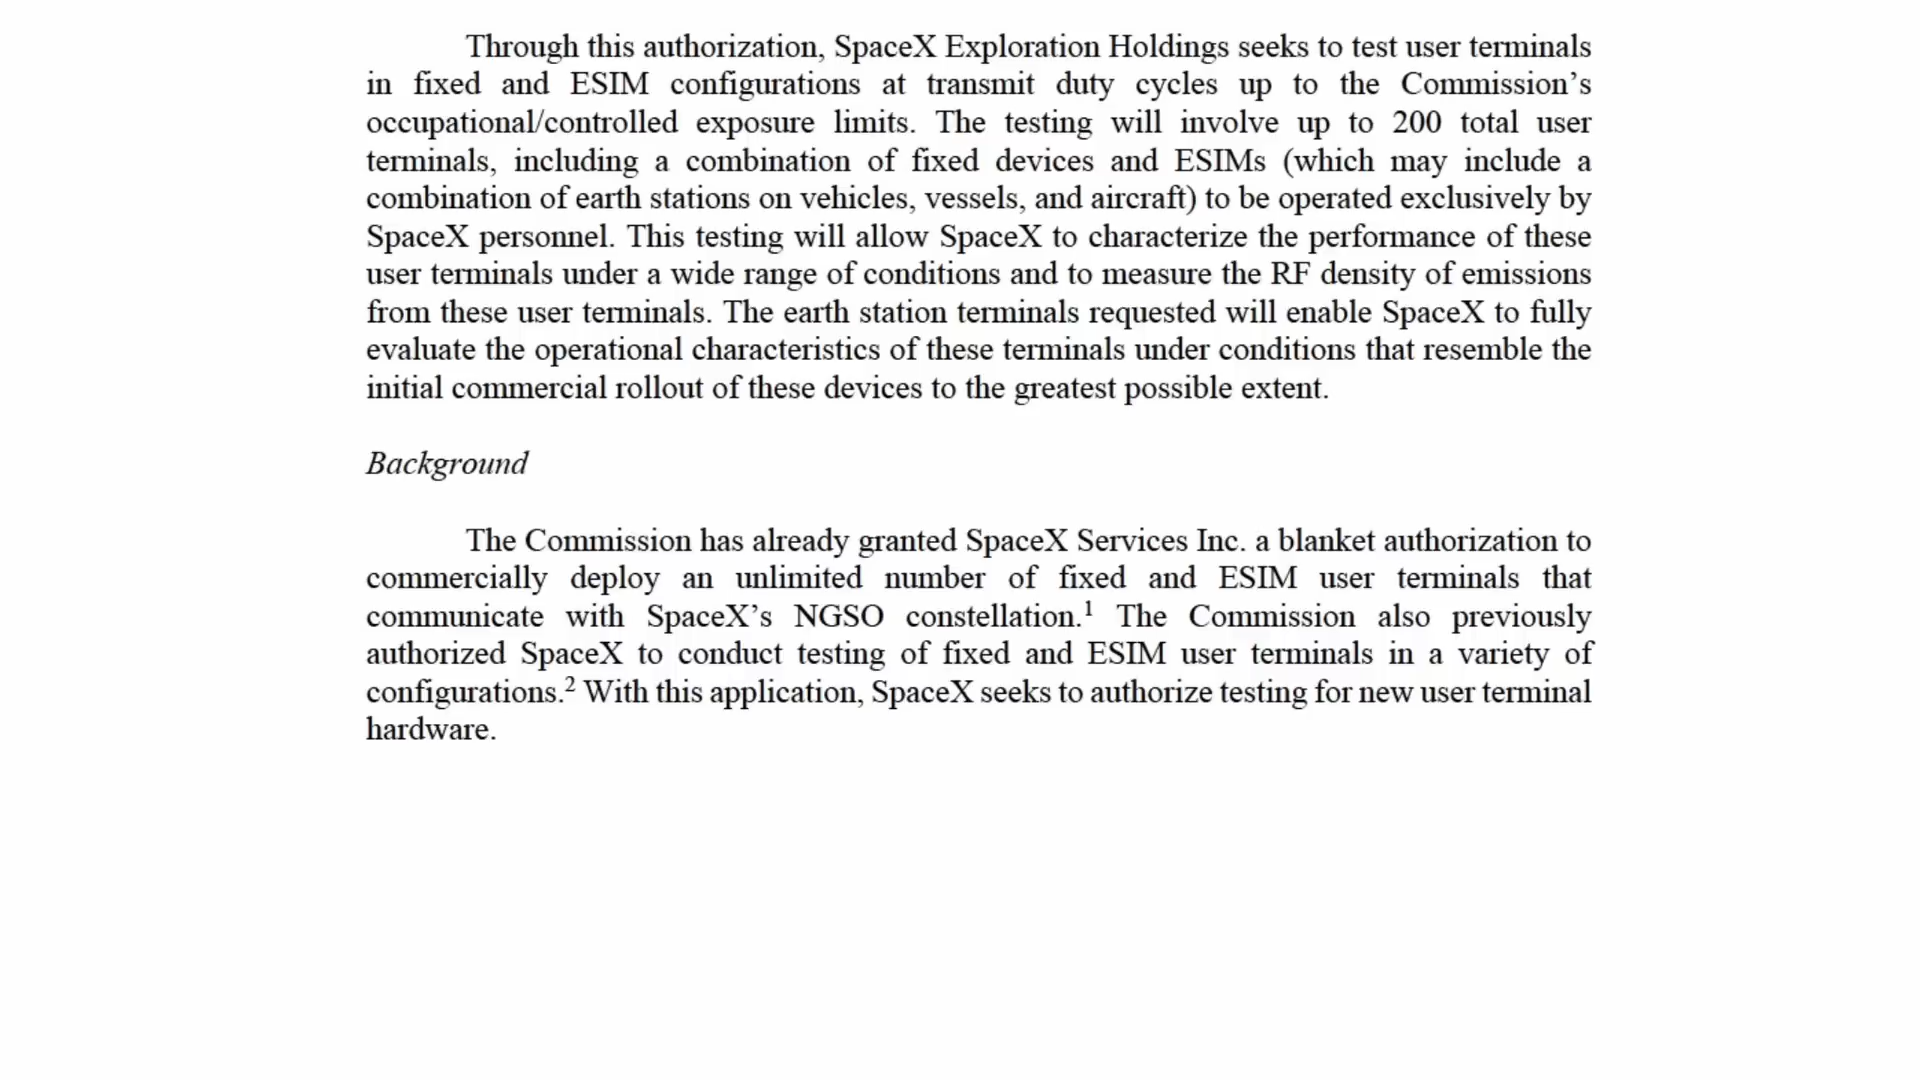 Through this authorization, SpaceX Exploration Holdings seeks to test user terminals
in fixed and ESIM configurations at transmit duty cycles up to the Commission’s
occupational/controlled exposure limits. The testing will involve up to 200 total user
terminals, including a combination of fixed devices and ESIMs (which may include a
combination of earth stations on vehicles, vessels, and aircraft) to be operated exclusively by
SpaceX personnel. This testing will allow SpaceX to characterize the performance of these
user terminals under a wide range of conditions and to measure the RF density of emissions
from these user terminals. The earth station terminals requested will enable SpaceX to fully
evaluate the operational characteristics of these terminals under conditions that resemble the
initial commercial rollout of these devices to the greatest possible extent.
Background
The Commission has already granted SpaceX Services Inc. a blanket authorization to
commercially deploy an unlimited number of fixed and ESIM user terminals that
communicate with SpaceX’s NGSO constellation.1 The Commission also previously
authorized SpaceX to conduct testing of fixed and ESIM user terminals in a variety of
configurations.2 With this application, SpaceX seeks to authorize testing for new user terminal
hardware.